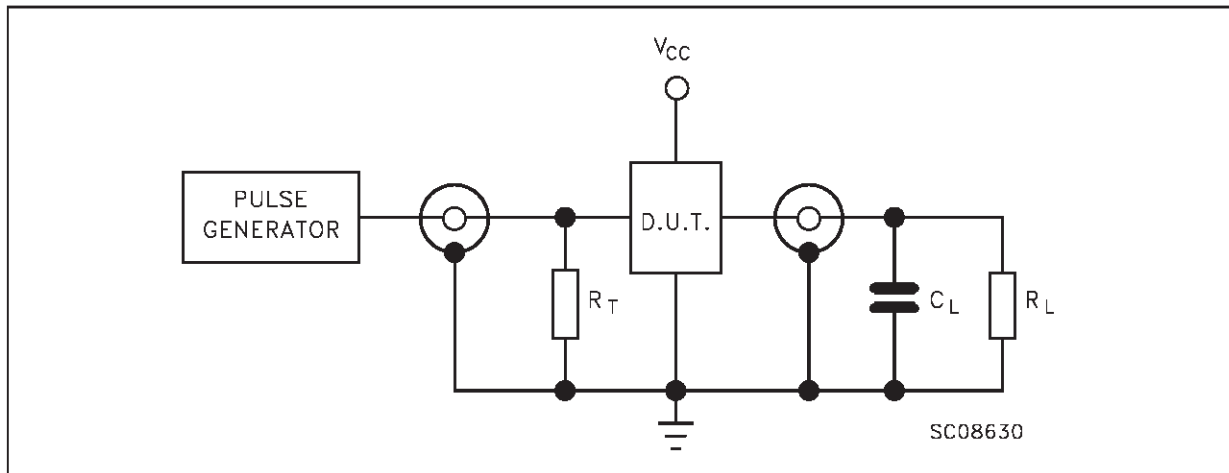 VCC
PULSE
GENERATOR
D.U.T.
RT
CL
RL
SC08630